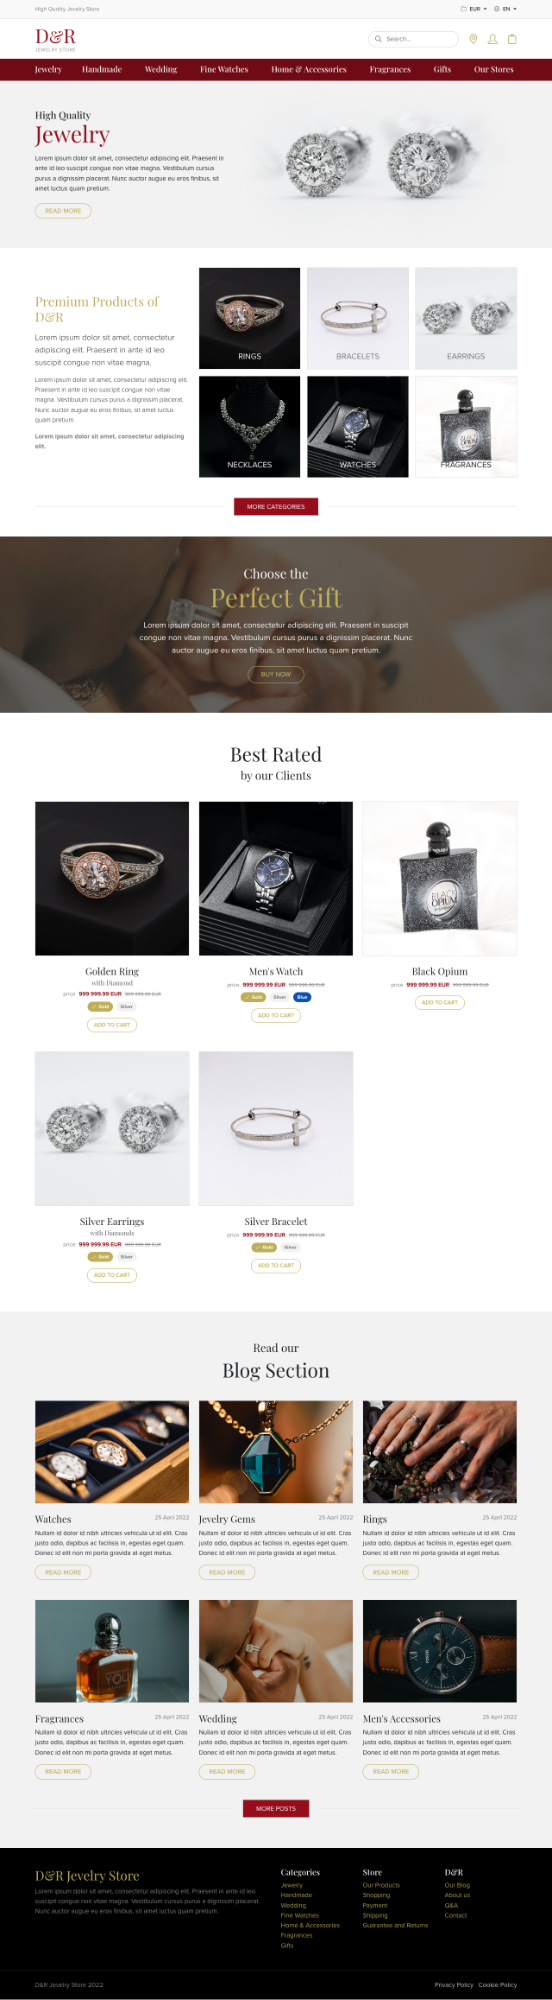 High Quality Jewelry Store
EUR
EN
D&R
JEWELRY STORE
Search...
Jewelry Handmade Wedding Fine Watches Home & Accessories Fragrances Gifts Our Stores
High Quality
Jewelry
Lorem ipsum dolor sit amet, consectetur adipiscing elit. Praesent in
ante id leo suscipit congue non vitae magna. Vestibulum cursus
purus a dignissim placerat. Nunc auctor augue eu eros finibus, sit
amet luctus quam pretium.
READ MORE
Premium Products of
D&R
Lorem ipsum dolor sit amet, consectetur
adipiscing elit. Praesent in ante id leo
suscipit congue non vitae magna.
Lorem ipsum dolor sit amet, consectetur adipiscing elit.
Praesent in ante id leo suscipit congue non vitae
magna. Vestibulum cursus purus a dignissim placerat.
Nunc auctor augue eu eros finibus, sit amet luctus
quam pretium.
Lorem ipsum dolor sit amet, consectetur adipiscing
elit.
RINGS
BRACELETS
EARRINGS
NECKLACES
WATCHES
BLACK
OPIUM
FRAGRANCES
MORE CATEGORIES
Choose the
Perfect Gift
Lorem ipsum dolor sit amet, consectetur adipiscing elit. Praesent in suscipit
congue non vitae magna. Vestibulum cursus purus a dignissim placerat. Nunc
auctor augue eu eros finibus, sit amet luctus quam pretium.
BUY NOW
Best Rated
by our Clients
Golden Ring
with Diamond
price 999 999.99 EUR 999 999.99 EUR
Gold Silver
ADD TO CART
Men's Watch
price 999 999.99 EUR 999 999.99 EUR
Gold Silver Blue
ADD TO CART
BLACK
OPIUM
Black Opium
price 999 999.99 EUR 999 999.99 EUR
ADD TO CART
Silver Earrings
with Diamonds
price 999 999.99 EUR 999 999.99 EUR
Gold Silver
ADD TO CART
Silver Bracelet
price 999 999.99 EUR 999 999.99 EUR
Gold Silver
ADD TO CART
Read our
Blog Section
Watches 25 April 2022
Nullam id dolor id nibh ultricies vehicula ut id elit. Cras
justo odio, dapibus ac facilisis in, egestas eget quam.
Donec id elit non mi porta gravida at eget metus.
READ MORE
Jewelry Gems 25 April 2022
Nullam id dolor id nibh ultricies vehicula ut id elit. Cras
justo odio, dapibus ac facilisis in, egestas eget quam.
Donec id elit non mi porta gravida at eget metus.
READ MORE
Rings 25 April 2022
Nullam id dolor id nibh ultricies vehicula ut id elit. Cras
justo odio, dapibus ac facilisis in, egestas eget quam.
Donec id elit non mi porta gravida at eget metus.
READ MORE
YOU
Fragrances 25 April 2022
Nullam id dolor id nibh ultricies vehicula ut id elit. Cras
justo odio, dapibus ac facilisis in, egestas eget quam.
Donec id elit non mi porta gravida at eget metus.
READ MORE
Wedding 25 April 2022
Nullam id dolor id nibh ultricies vehicula ut id elit. Cras
justo odio, dapibus ac facilisis in, egestas eget quam.
Donec id elit non mi porta gravida at eget metus.
READ MORE
Men's Accessories 25 April 2022
Nullam id dolor id nibh ultricies vehicula ut id elit. Cras
justo odio, dapibus ac facilisis in, egestas eget quam.
Donec id elit non mi porta gravida at eget metus.
READ MORE
MORE POSTS
D&R Jewelry Store
Lorem ipsum dolor sit amet, consectetur adipiscing elit. Praesent in ante id leo
suscipit congue non vitae magna. Vestibulum cursus purus a dignissim placerat.
Nunc auctor augue eu eros finibus, sit amet luctus quam pretium.
Categories
Jewelry
Handmade
Wedding
Fine Watches
Home & Accessories
Fragrances
Gifts
Store
Our Products
Shopping
Payment
Shipping
Guarantee and Returns
D&R
Our Blog
About us
Q&A
Contact
D&R Jewelry Store 2022
Privacy Policy Cookie Policy